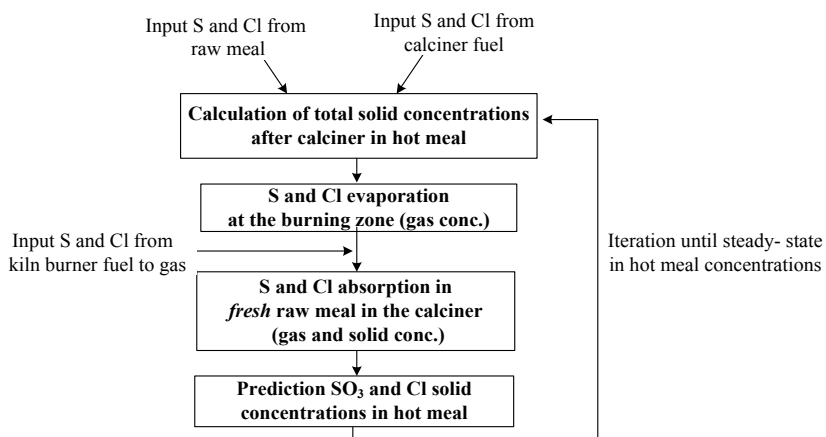 Input S and Cl from
raw meal
Input S and Cl from
calciner fuel
Calculation of total solid concentrations
after calciner in hot meal
S and Cl evaporation
at the burning zone (gas conc.)
Input S and Cl from
kiln burner fuel to gas
Iteration until steady- state
in hot meal concentrations
S and Cl absorption in
fresh raw meal in the calciner
(gas and solid conc.)
Prediction SO₃ and Cl solid
concentrations in hot meal